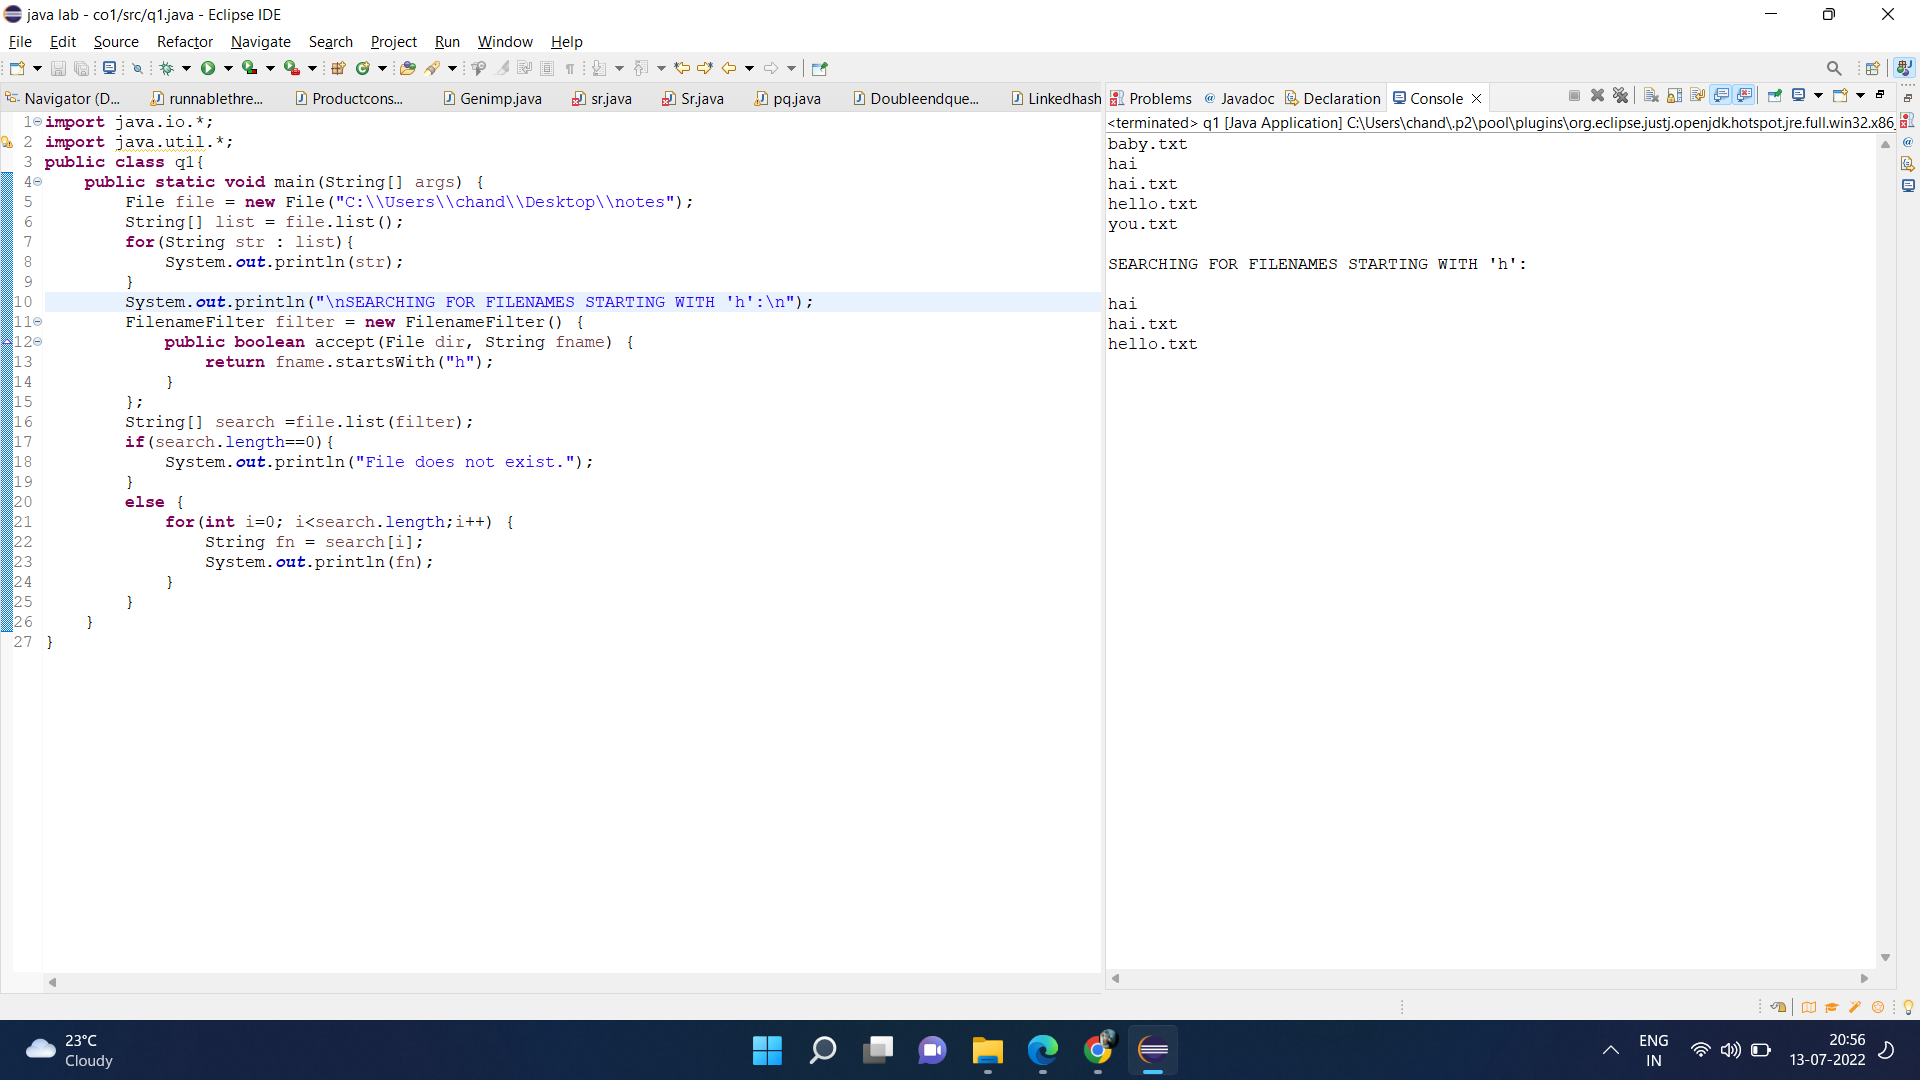 java lab - co1/src/q1.java - Eclipse IDE
File Edit Source Refactor Navigate Search Project Run Window Help
Navigator (D... runnablethre... Productcons... Genimp.java sr.java Sr.java pq.java Doubleendque... Linkedhash
1 import java.io.*;
2 import java.util.*;
3 public class q1{
4     public static void main(String[] args) {
5         File file = new File("C:\\Users\\chand\\Desktop\\notes");
6         String[] list = file.list();
7         for(String str : list){
8             System.out.println(str);
9         }
10         System.out.println("\nSEARCHING FOR FILENAMES STARTING WITH 'h':\n");
11         FilenameFilter filter = new FilenameFilter() {
12             public boolean accept(File dir, String fname) {
13                 return fname.startsWith("h");
14             }
15         };
16         String[] search =file.list(filter);
17         if(search.length==0){
18             System.out.println("File does not exist.");
19         }
20         else {
21             for(int i=0; i<search.length;i++) {
22                 String fn = search[i];
23                 System.out.println(fn);
24             }
25         }
26     }
27 }
Problems Javadoc Declaration Console
<terminated> q1 [Java Application] C:\Users\chand\.p2\pool\plugins\org.eclipse.justj.openjdk.hotspot.jre.full.win32.x86_
baby.txt
hai
hai.txt
hello.txt
you.txt
SEARCHING FOR FILENAMES STARTING WITH 'h':
hai
hai.txt
hello.txt
23°C
Cloudy
ENG
IN
20:56
13-07-2022